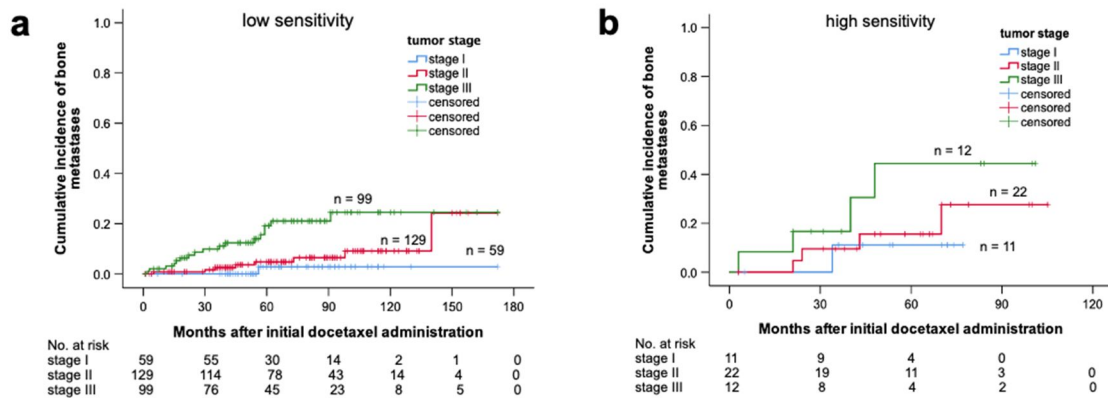 a
low sensitivity
Cumulative incidence of bone
metastases
1.0
0.8
0.6
0.4
0.2
0.0
tumor stage
stage I
stage II
stage III
censored
censored
censored
n = 99
n = 129
n = 59
0 30 60 90 120 150 180
Months after initial docetaxel administration
No. at risk
stage I 59 55 30 14 2 1 0
stage II 129 114 78 43 14 4 0
stage III 99 76 45 23 8 5 0
b
high sensitivity
Cumulative incidence of bone
metastases
1.0
0.8
0.6
0.4
0.2
0.0
tumor stage
stage I
stage II
stage III
censored
censored
censored
n = 12
n = 22
n = 11
0 30 60 90 120
Months after initial docetaxel administration
No. at risk
stage I 11 9 4 0
stage II 22 19 11 3 0
stage III 12 8 4 2 0